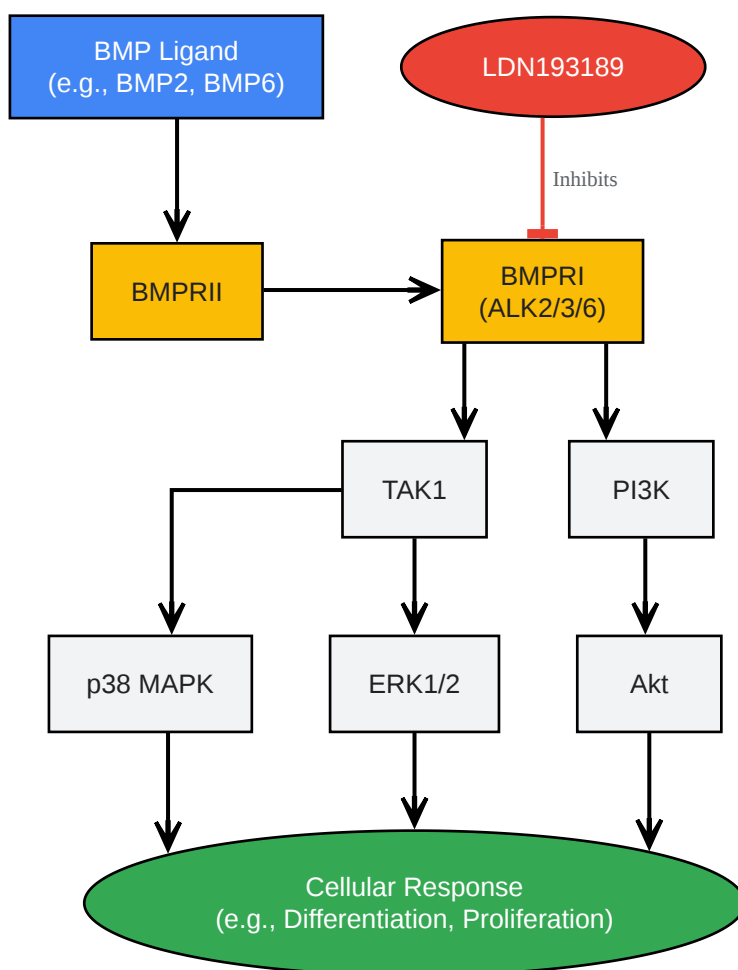 BMP Ligand
(e.g., BMP2, BMP6)
LDN193189
Inhibits
BMPRII
BMPRI
(ALK2/3/6)
TAK1
PI3K
p38 MAPK
ERK1/2
Akt
Cellular Response
(e.g., Differentiation, Proliferation)